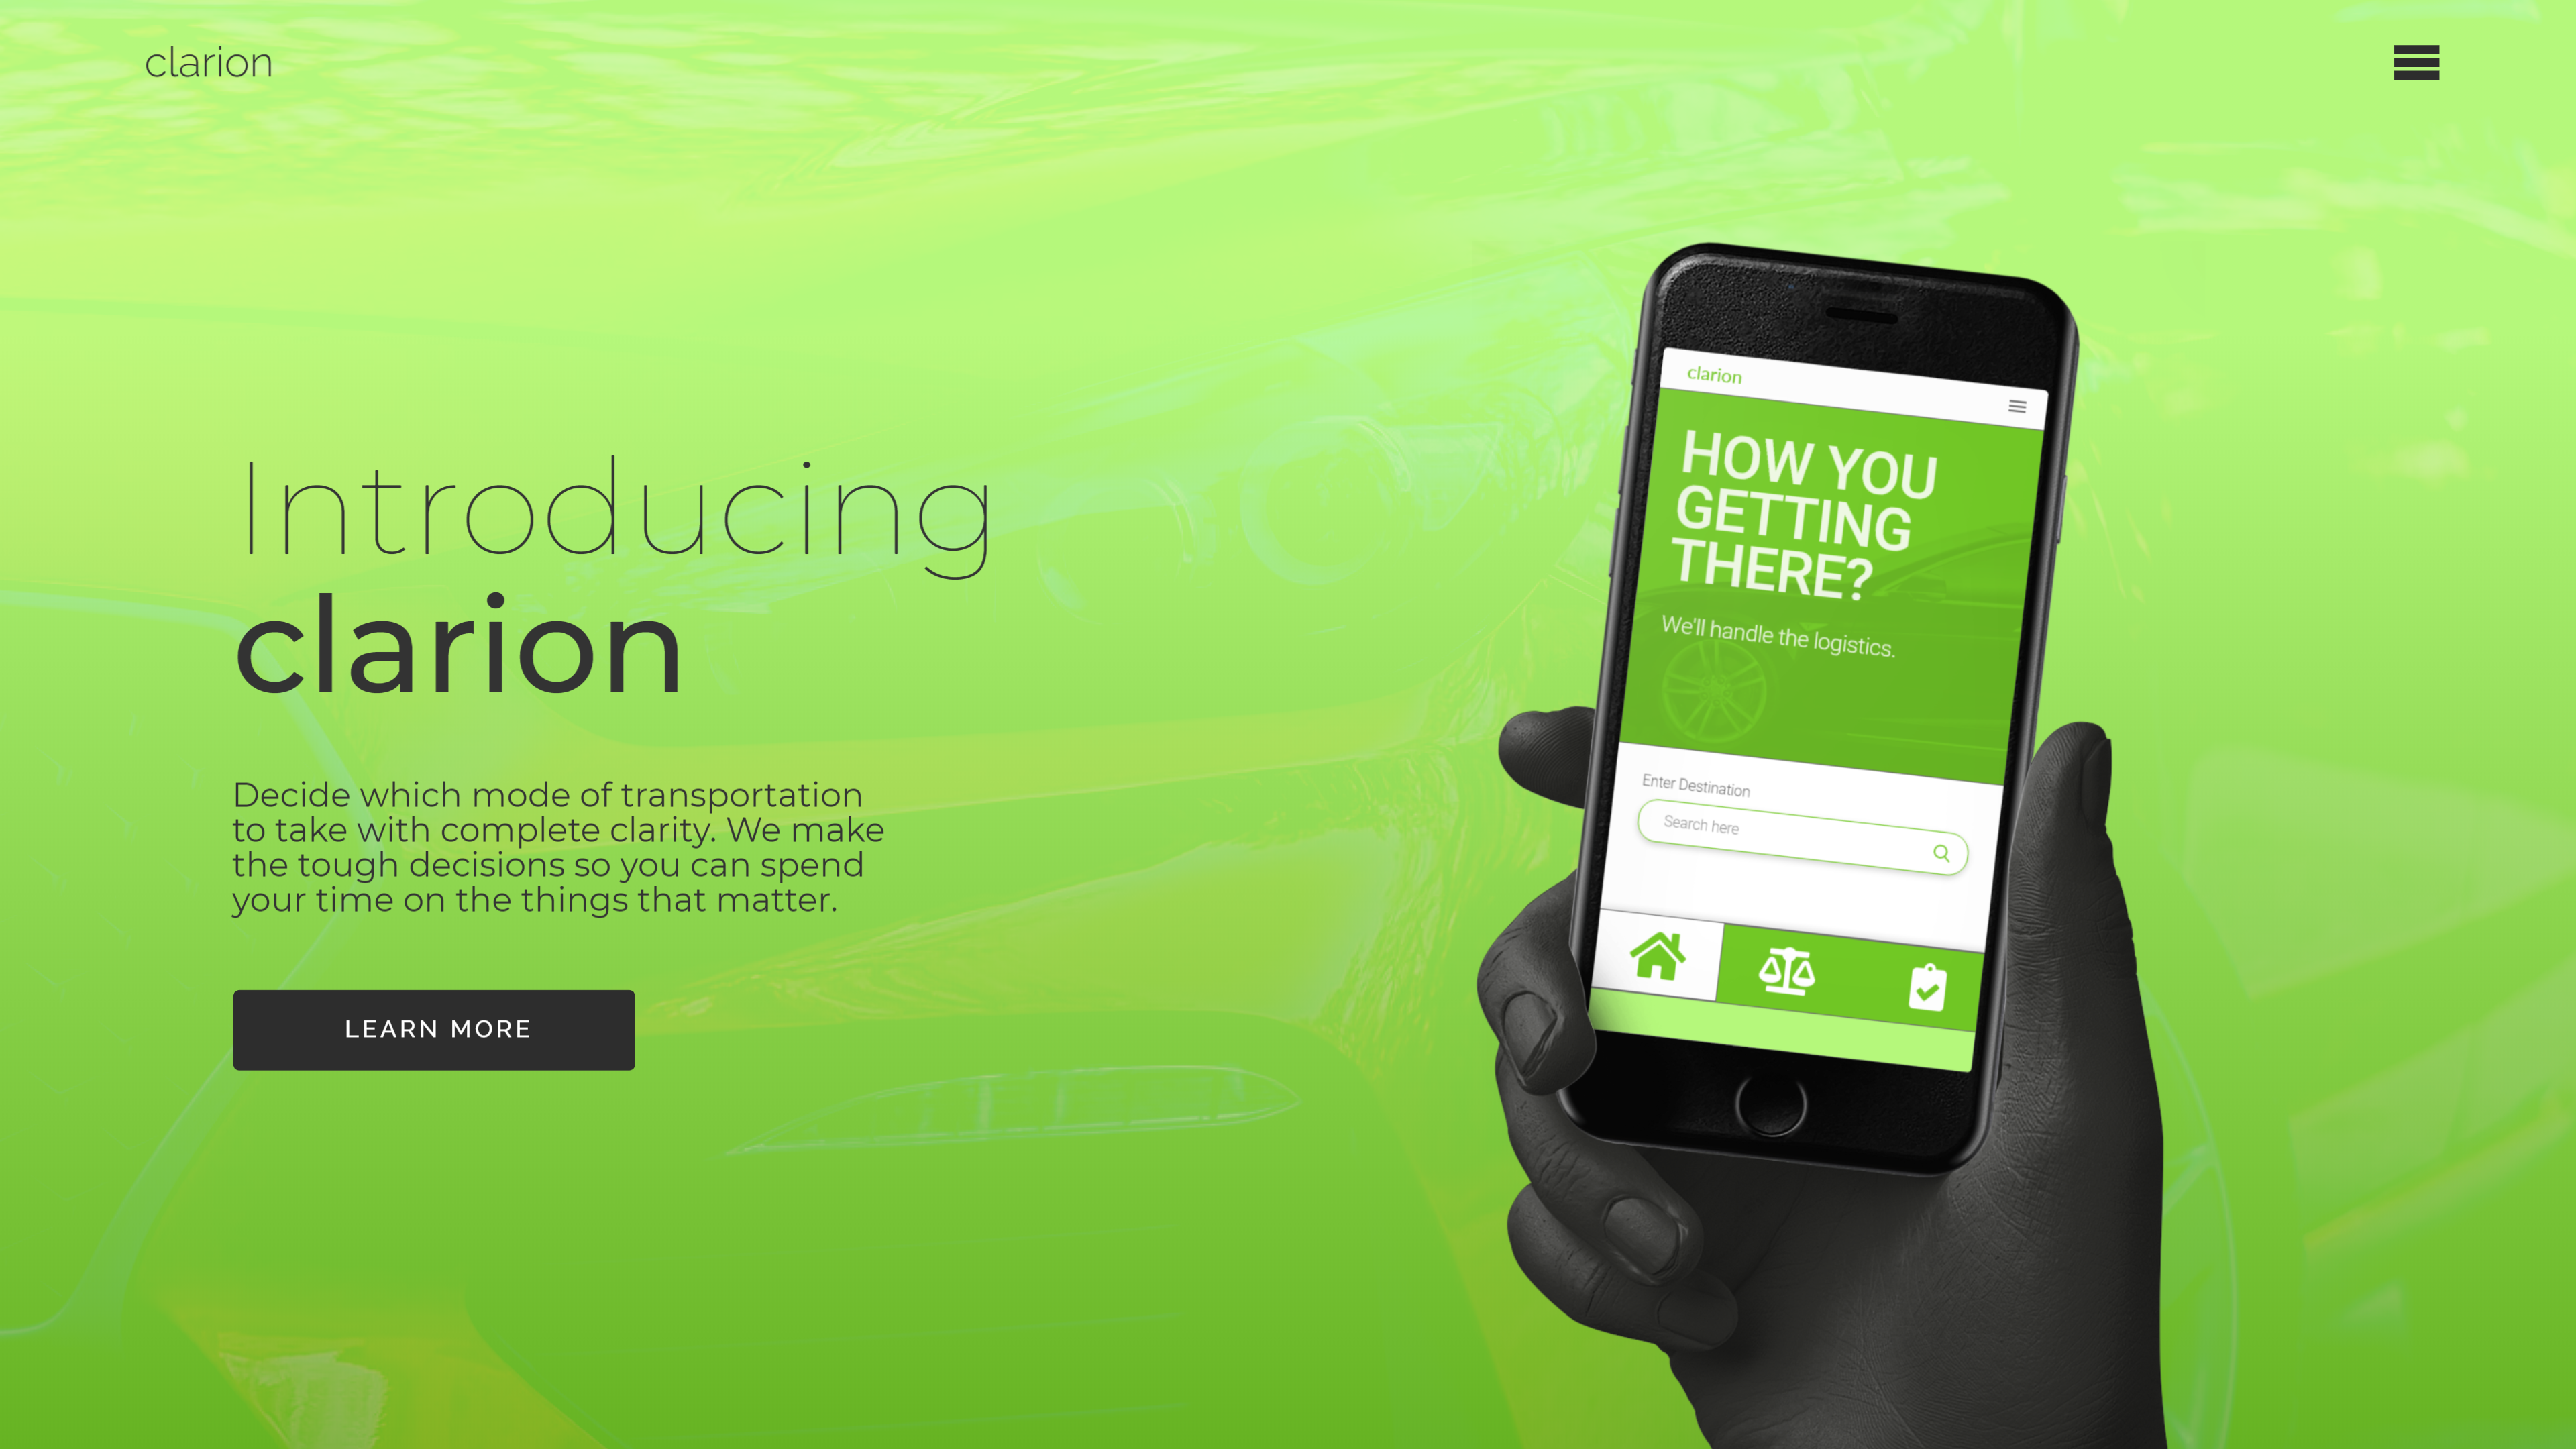 clarion
Introducing
clarion
Decide which mode of transportation
to take with complete clarity. We make
the tough decisions so you can spend
your time on the things that matter.
LEARN MORE
clarion
HOW YOU
GETTING
THERE?
We'll handle the logistics.
Enter Destination
Search here